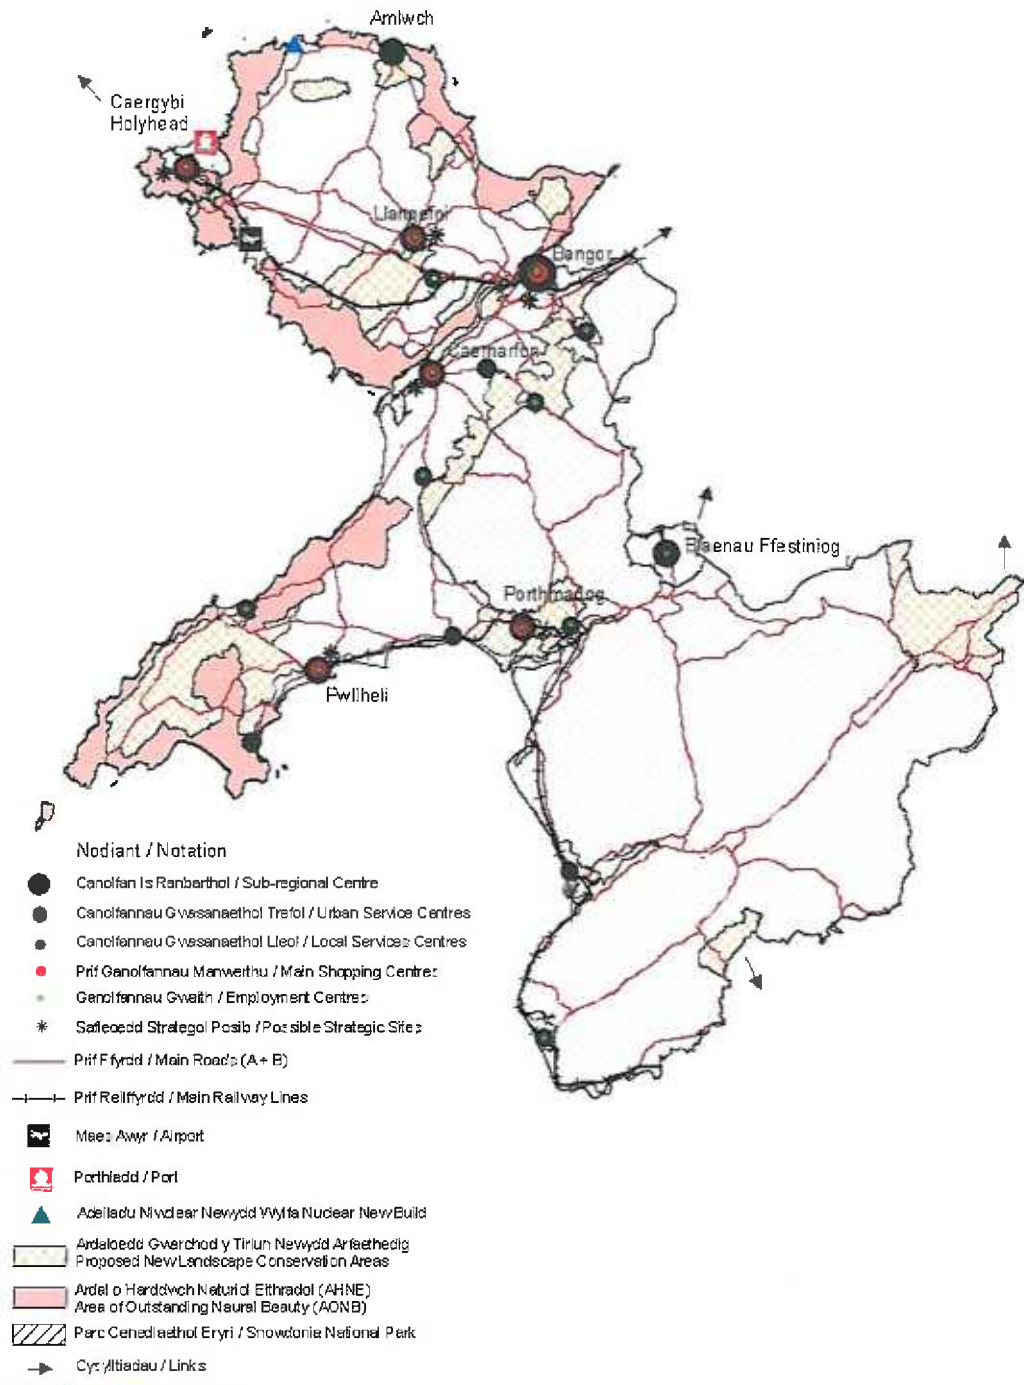 Amlwch
Caergybi
Holyhead
Llangefni
Bangor
Caernarfon
Blaenau Ffestiniog
Porthmadog
Pwllheli
Nodiant / Notation
Canolfan Is Ranbarthol / Sub-regional Centre
Canolfannau Gwasanaethol Trefol / Urban Service Centres
Canolfannau Gwasanaethol Lleol / Local Services Centres
Prif Ganolfannau Manwerthu / Main Shopping Centres
Ganolfannau Gwaith / Employment Centres
Safleoedd Strategol Posib / Possible Strategic Sites
Prif Ffyrdd / Main Roads (A + B)
Prif Reilffyrdd / Main Railway Lines
Maes Awyr / Airport
Porthladd / Port
Adeiladu Niwclear Newydd Wylfa Nuclear New Build
Ardaloedd Gwarchod y Tirlun Newydd Arfaethedig
Proposed New Landscape Conservation Areas
Ardal o Harddwch Naturiol Eithradol (AHNE)
Area of Outstanding Naural Beauty (AONB)
Parc Cenedlaethol Eryri / Snowdonia National Park
Cysylltiadau / Links